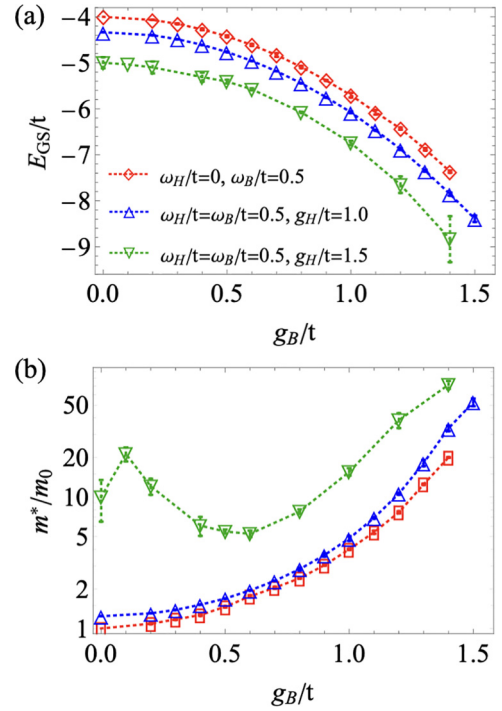 (a)
−4
−5
−6
−7
−8
−9
E_GS/t
ω_H/t=0, ω_B/t=0.5
ω_H/t=ω_B/t=0.5, g_H/t=1.0
ω_H/t=ω_B/t=0.5, g_H/t=1.5
0.0 0.5 1.0 1.5
g_B/t
(b)
50
20
10
5
2
1
m*/m_0
0.0 0.5 1.0 1.5
g_B/t